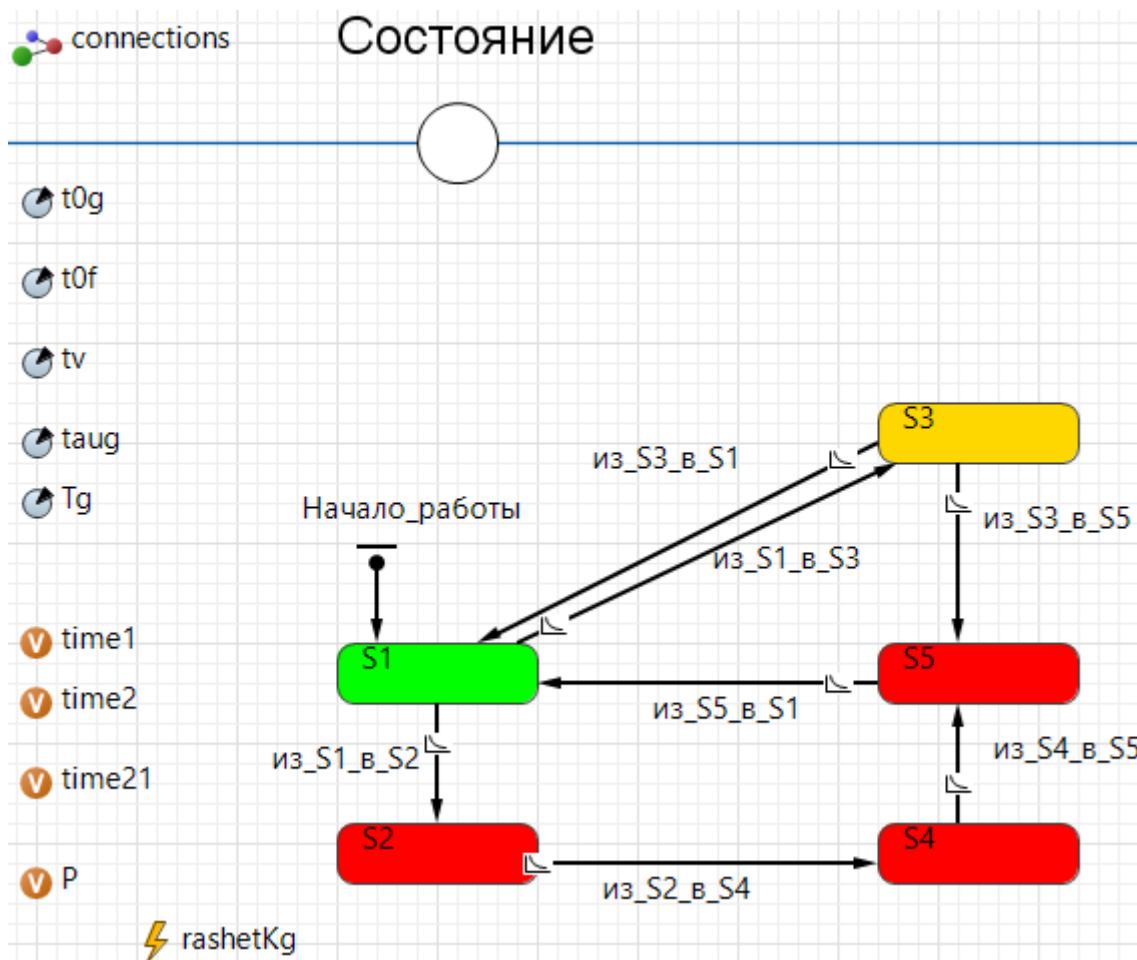 connections
Состояние
t0g
t0f
tv
taug
Tg
S3
из_S3_в_S1
из_S3_в_S5
Начало_работы
из_S1_в_S3
time1
S1
S5
time2
из_S5_в_S1
из_S1_в_S2
из_S4_в_S5
time21
S2
S4
P
из_S2_в_S4
rashetKg